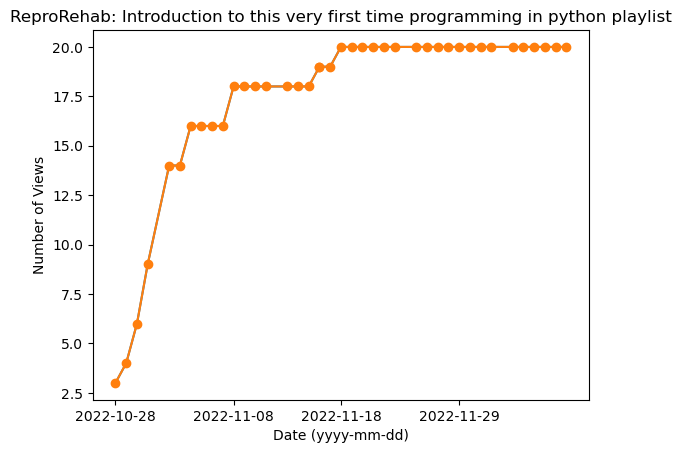 ReproRehab: Introduction to this very first time programming in python playlist
20.0
17.5
15.0
12.5
10.0
7.5
5.0
2.5
Number of Views
2022-10-28 2022-11-08 2022-11-18 2022-11-29
Date (yyyy-mm-dd)